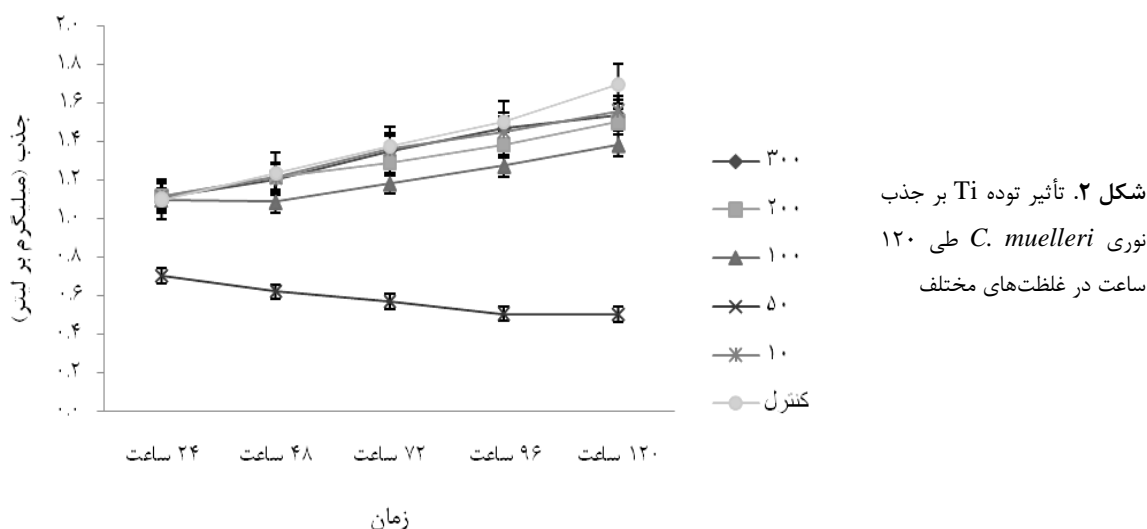 ۲.۰
۱.۸
۱.۶
۱.۴
۱.۲
۱.۰
۰.۸
۰.۶
۰.۴
۰.۲
۰.۰
جذب (میلیگرم بر لیتر)
۲۴ ساعت
۴۸ ساعت
۷۲ ساعت
۹۶ ساعت
۱۲۰ ساعت
زمان
۳۰۰
۲۰۰
۱۰۰
۵۰
۱۰
کنترل
شکل ۲. تأثیر توده Ti بر جذب
نوری C. muelleri طی ۱۲۰
ساعت در غلظت‌های مختلف